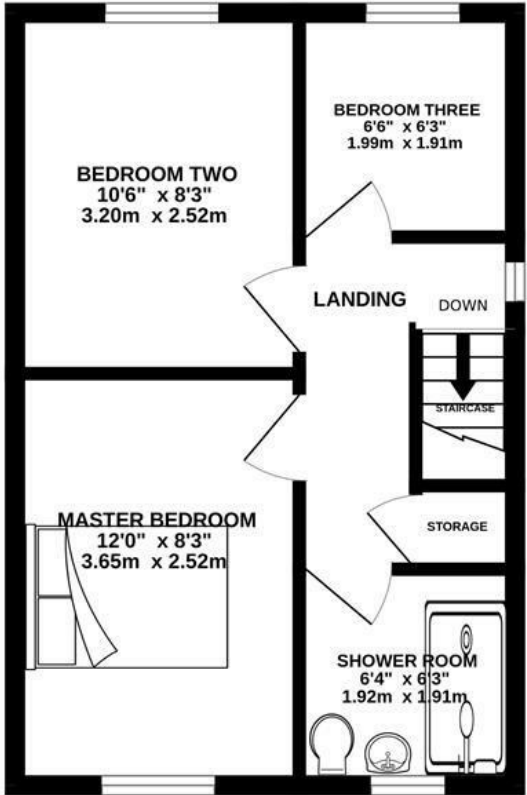 BEDROOM TWO
10'6" x 8'3"
3.20m x 2.52m
BEDROOM THREE
6'6" x 6'3"
1.99m x 1.91m
LANDING
DOWN
STAIRCASE
MASTER BEDROOM
12'0" x 8'3"
3.65m x 2.52m
STORAGE
SHOWER ROOM
6'4" x 6'3"
1.92m x 1.91m